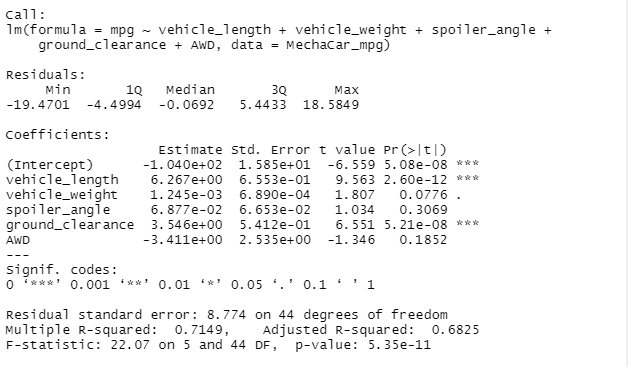 Call:
lm(formula = mpg ~ vehicle_length + vehicle_weight + spoiler_angle +
    ground_clearance + AWD, data = MechaCar_mpg)

Residuals:
     Min       1Q   Median       3Q      Max
-19.4701  -4.4994  -0.0692   5.4433  18.5849

Coefficients:
                   Estimate Std. Error t value Pr(>|t|)
(Intercept)      -1.040e+02  1.585e+01  -6.559 5.08e-08 ***
vehicle_length    6.267e+00  6.553e-01   9.563 2.60e-12 ***
vehicle_weight    1.245e-03  6.890e-04   1.807   0.0776 .
spoiler_angle     6.877e-02  6.653e-02   1.034   0.3069
ground_clearance  3.546e+00  5.412e-01   6.551 5.21e-08 ***
AWD              -3.411e+00  2.535e+00  -1.346   0.1852
---
Signif. codes:
0 ‘***’ 0.001 ‘**’ 0.01 ‘*’ 0.05 ‘.’ 0.1 ‘ ’ 1

Residual standard error: 8.774 on 44 degrees of freedom
Multiple R-squared:  0.7149,    Adjusted R-squared:  0.6825
F-statistic: 22.07 on 5 and 44 DF,  p-value: 5.35e-11